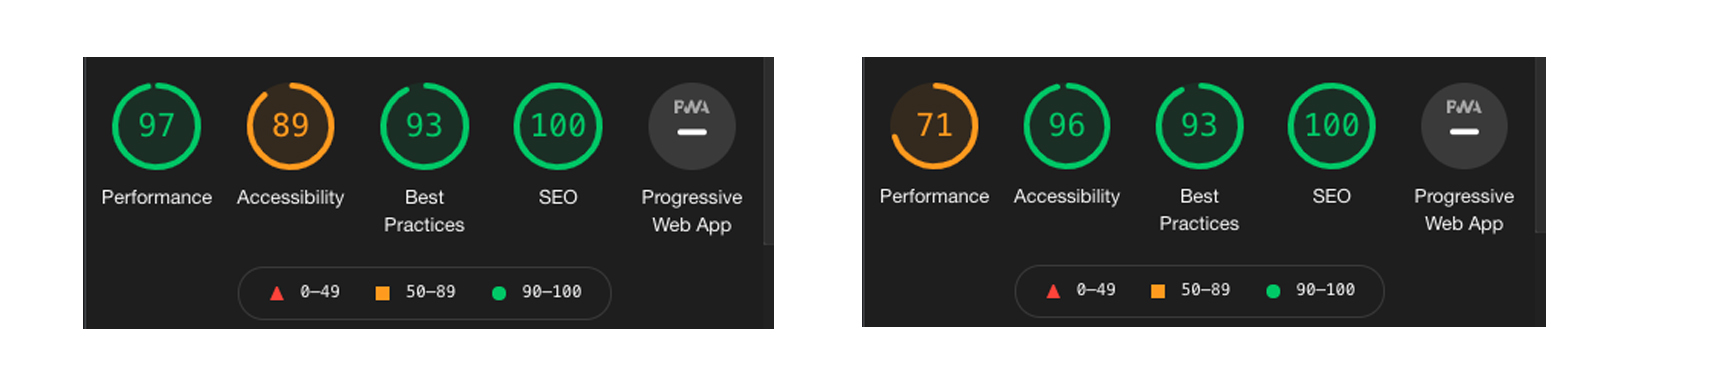 97 89 93 100 PWA
Performance Accessibility Best Practices SEO Progressive Web App
0–49 50–89 90–100
71 96 93 100 PWA
Performance Accessibility Best Practices SEO Progressive Web App
0–49 50–89 90–100